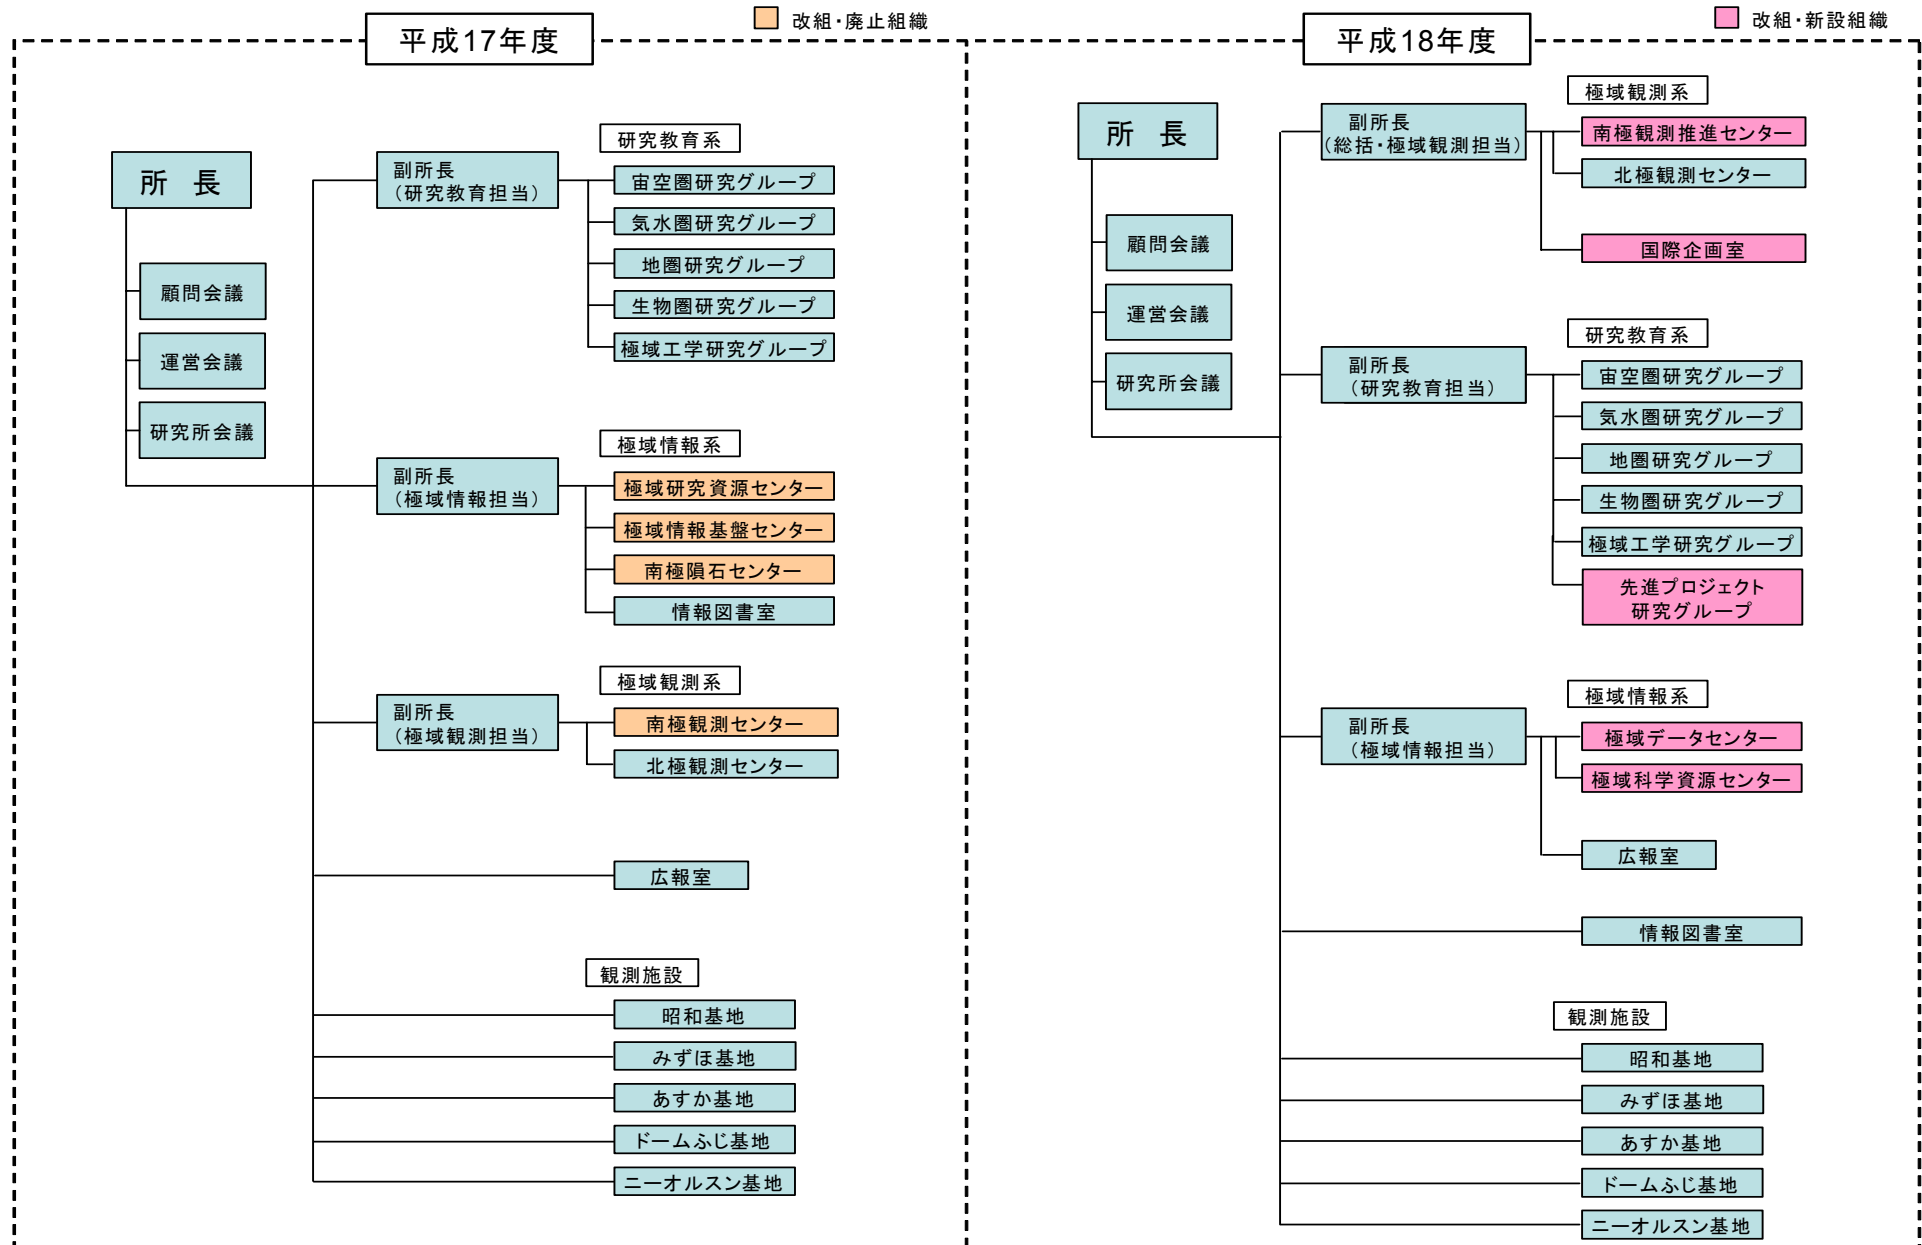 平成17年度
改組・廃止組織
所 長
顧問会議
運営会議
研究所会議
副所長
(研究教育担当)
研究教育系
宙空圏研究グループ
気水圏研究グループ
地圏研究グループ
生物圏研究グループ
極域工学研究グループ
副所長
(極域情報担当)
極域情報系
極域研究資源センター
極域情報基盤センター
南極隕石センター
情報図書室
副所長
(極域観測担当)
極域観測系
南極観測センター
北極観測センター
広報室
観測施設
昭和基地
みずほ基地
あすか基地
ドームふじ基地
ニーオルスン基地
平成18年度
改組・新設組織
所 長
顧問会議
運営会議
研究所会議
副所長
(総括・極域観測担当)
極域観測系
南極観測推進センター
北極観測センター
国際企画室
副所長
(研究教育担当)
研究教育系
宙空圏研究グループ
気水圏研究グループ
地圏研究グループ
生物圏研究グループ
極域工学研究グループ
先進プロジェクト
研究グループ
副所長
(極域情報担当)
極域情報系
極域データセンター
極域科学資源センター
広報室
情報図書室
観測施設
昭和基地
みずほ基地
あすか基地
ドームふじ基地
ニーオルスン基地